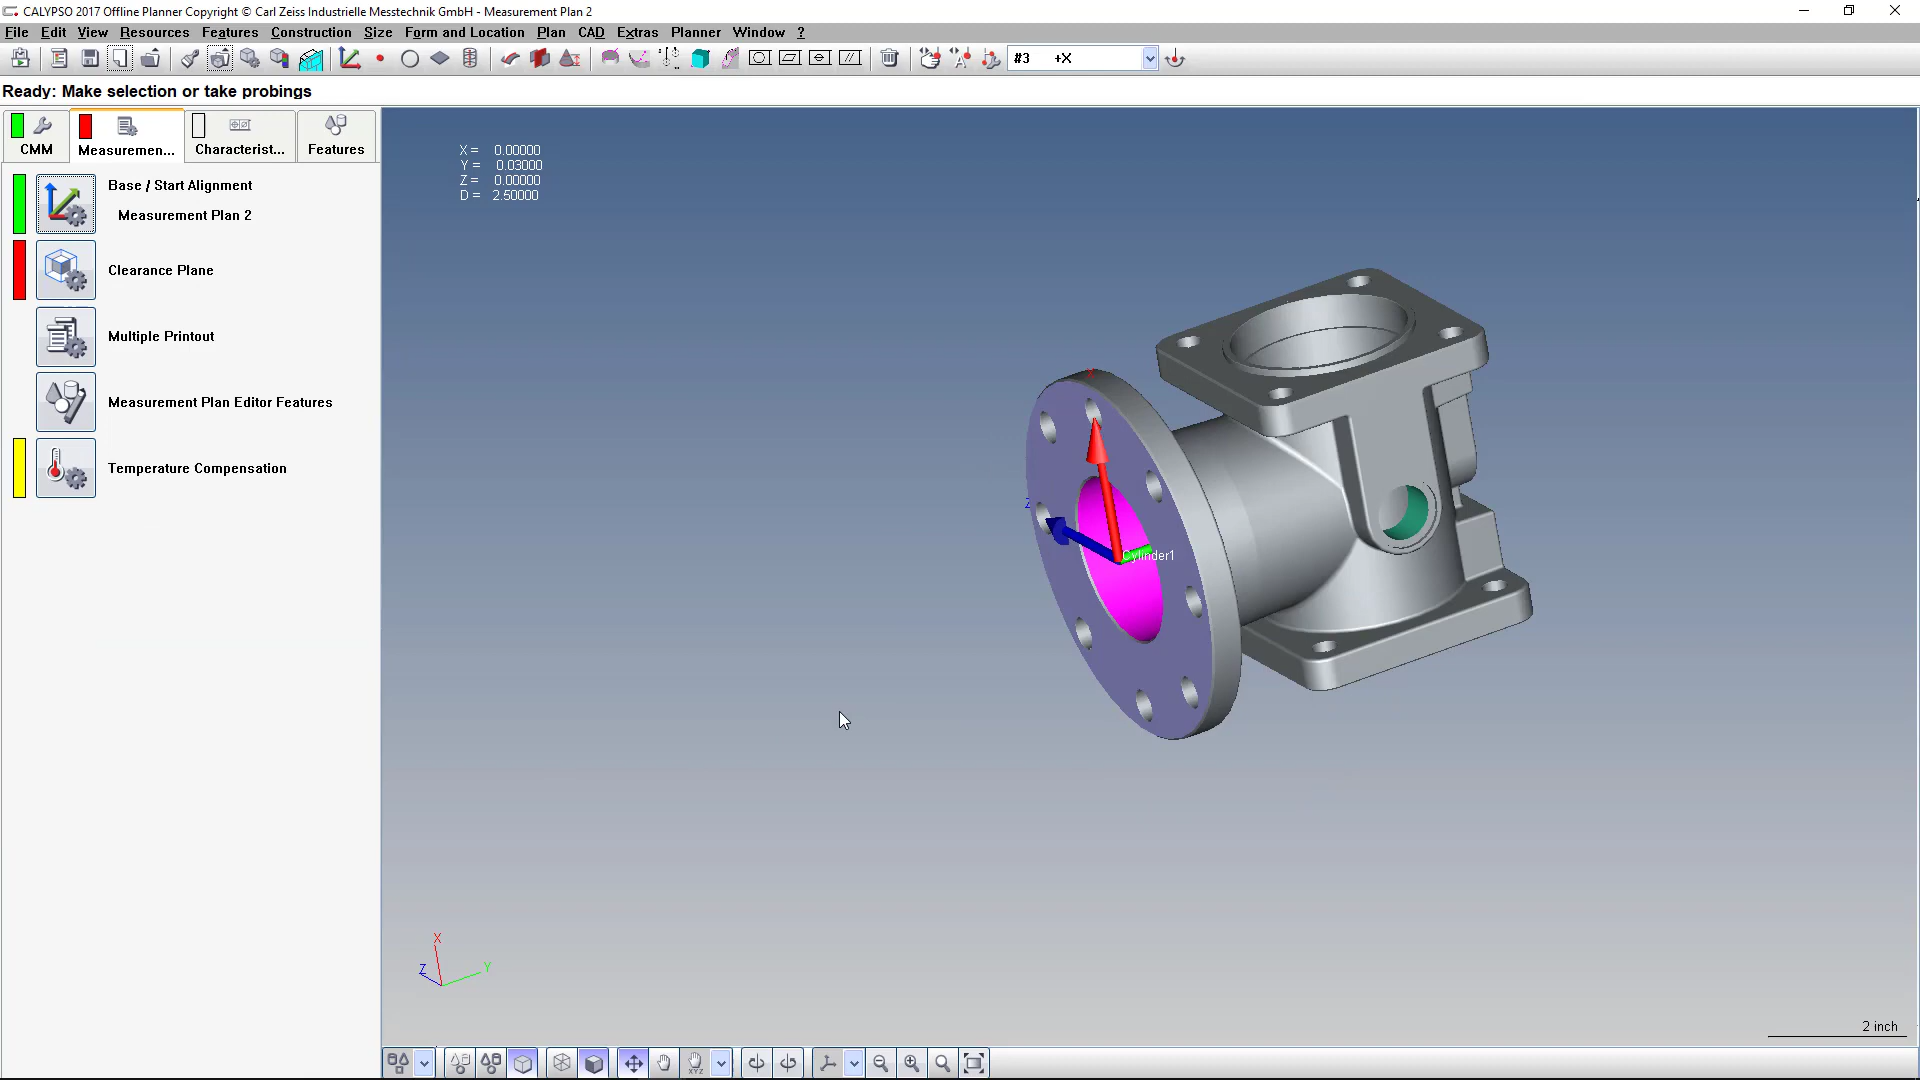 CALYPSO 2017 Offline Planner Copyright © Carl Zeiss Industrielle Messtechnik GmbH - Measurement Plan 2
File Edit View Resources Features Construction Size Form and Location Plan CAD Extras Planner Window ?
#3 +X
Ready: Make selection or take probings
CMM Measuremen... Characterist... Features
Base / Start Alignment
Measurement Plan 2
Clearance Plane
Multiple Printout
Measurement Plan Editor Features
Temperature Compensation
X = 0.00000
Y = 0.03000
Z = 0.00000
D = 2.50000
X
Z
Cylinder1
X
Z Y
2 inch
XYZ